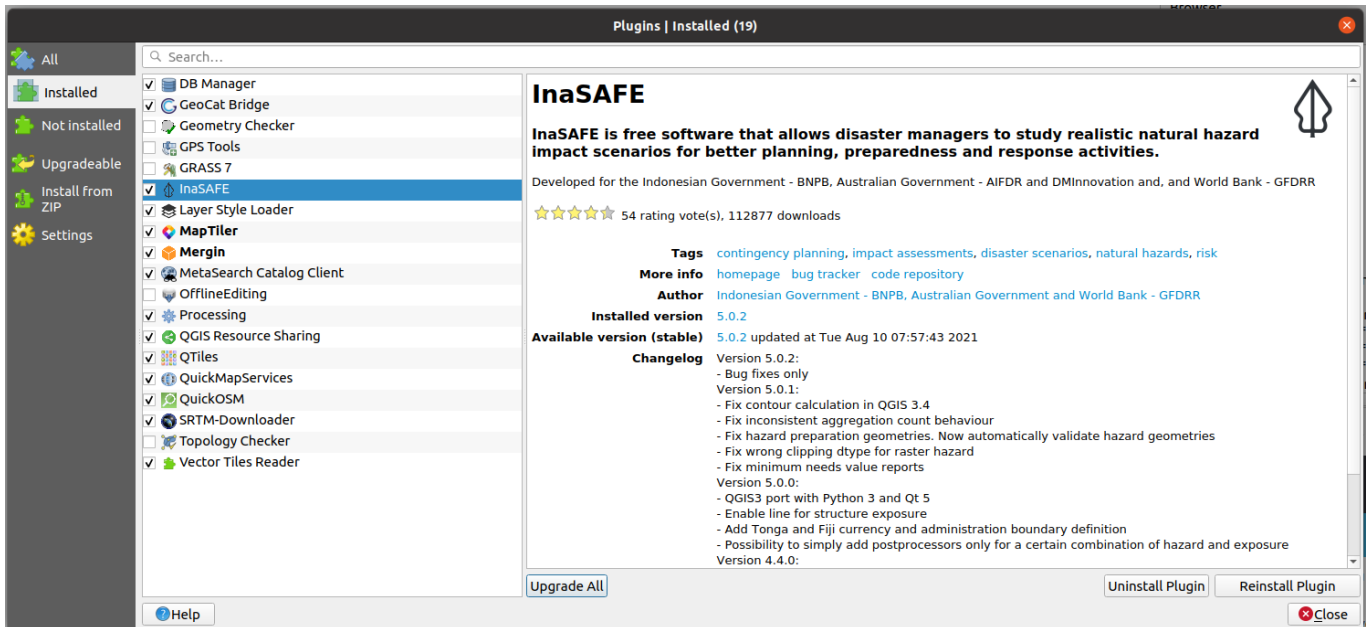 Browser
Plugins | Installed (19)
All
Installed
Not installed
Upgradeable
Install from
ZIP
Settings
Search...
DB Manager
GeoCat Bridge
Geometry Checker
GPS Tools
GRASS 7
InaSAFE
Layer Style Loader
MapTiler
Mergin
MetaSearch Catalog Client
OfflineEditing
Processing
QGIS Resource Sharing
QTiles
QuickMapServices
QuickOSM
SRTM-Downloader
Topology Checker
Vector Tiles Reader
InaSAFE
InaSAFE is free software that allows disaster managers to study realistic natural hazard
impact scenarios for better planning, preparedness and response activities.
Developed for the Indonesian Government - BNPB, Australian Government - AIFDR and DMInnovation and, and World Bank - GFDRR
54 rating vote(s), 112877 downloads
Tags contingency planning, impact assessments, disaster scenarios, natural hazards, risk
More info homepage bug tracker code repository
Author Indonesian Government - BNPB, Australian Government and World Bank - GFDRR
Installed version 5.0.2
Available version (stable) 5.0.2 updated at Tue Aug 10 07:57:43 2021
Changelog Version 5.0.2:
- Bug fixes only
Version 5.0.1:
- Fix contour calculation in QGIS 3.4
- Fix inconsistent aggregation count behaviour
- Fix hazard preparation geometries. Now automatically validate hazard geometries
- Fix wrong clipping dtype for raster hazard
- Fix minimum needs value reports
Version 5.0.0:
- QGIS3 port with Python 3 and Qt 5
- Enable line for structure exposure
- Add Tonga and Fiji currency and administration boundary definition
- Possibility to simply add postprocessors only for a certain combination of hazard and exposure
Version 4.4.0:
Upgrade All
Uninstall Plugin
Reinstall Plugin
Help
Close